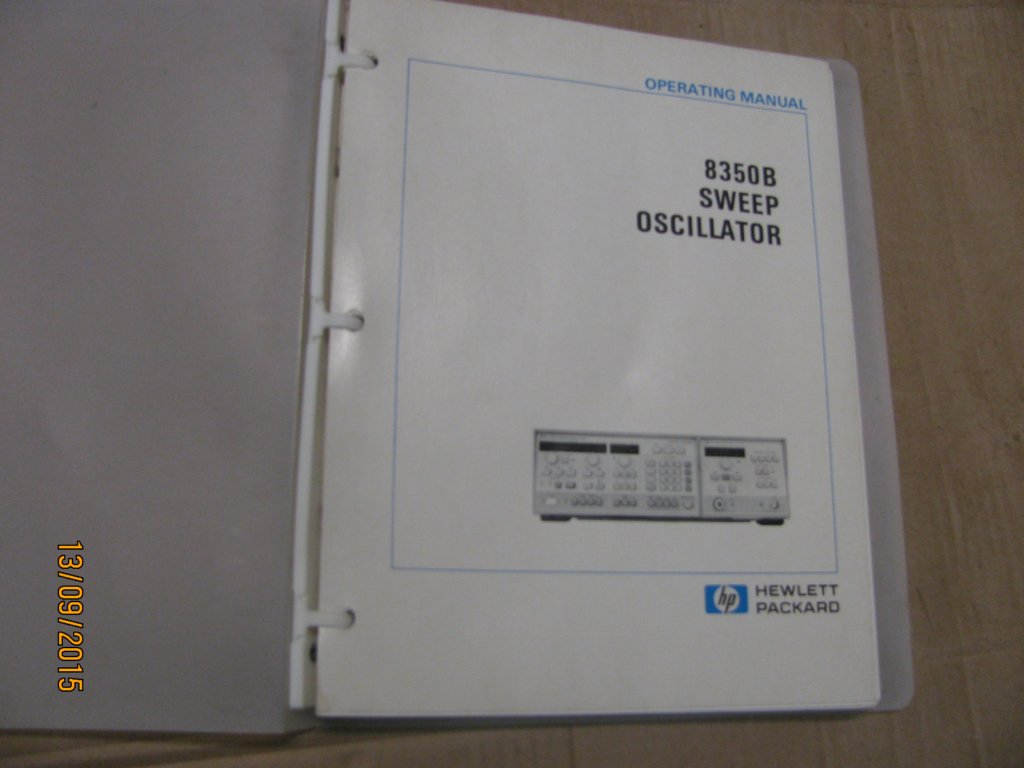 OPERATING MANUAL
8350B
SWEEP
OSCILLATOR
hp HEWLETT
PACKARD
13/09/2015